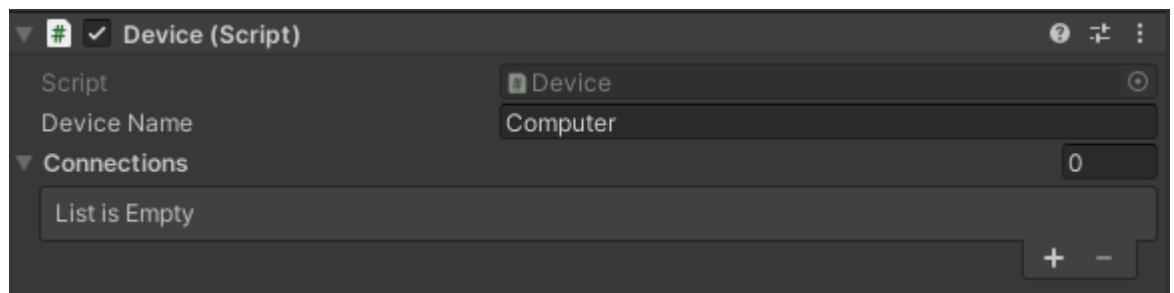 # Device (Script)
Script # Device
Device Name Computer
Connections 0
List is Empty
+ −